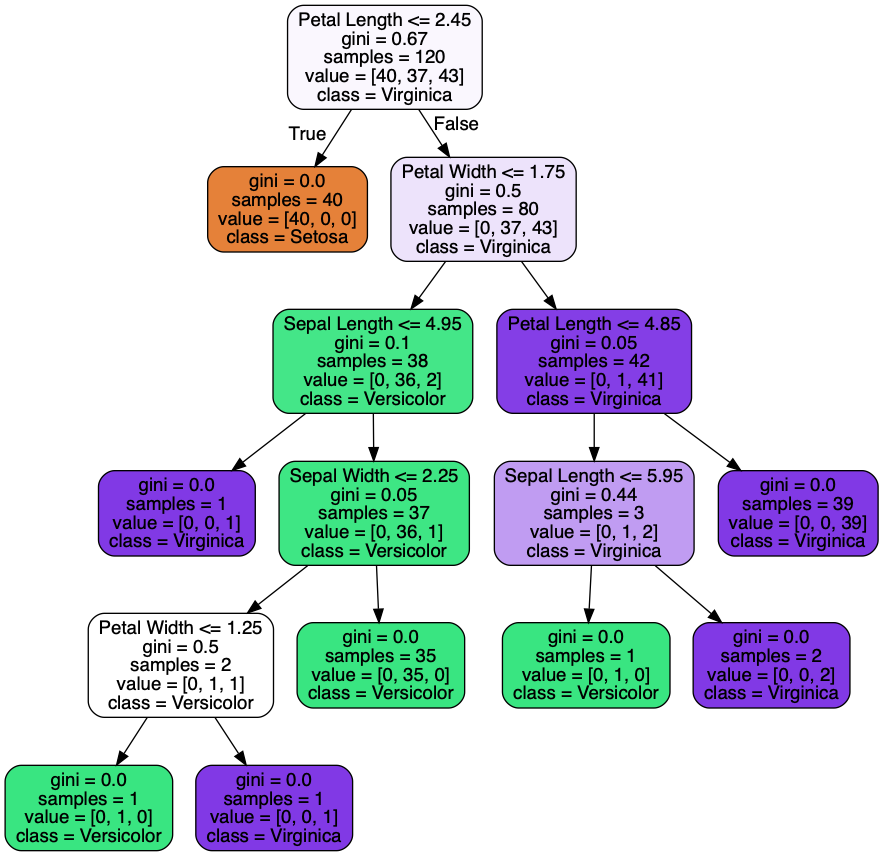 Petal Length <= 2.45
gini = 0.67
samples = 120
value = [40, 37, 43]
class = Virginica
True
False
gini = 0.0
samples = 40
value = [40, 0, 0]
class = Setosa
Petal Width <= 1.75
gini = 0.5
samples = 80
value = [0, 37, 43]
class = Virginica
Sepal Length <= 4.95
gini = 0.1
samples = 38
value = [0, 36, 2]
class = Versicolor
Petal Length <= 4.85
gini = 0.05
samples = 42
value = [0, 1, 41]
class = Virginica
gini = 0.0
samples = 1
value = [0, 0, 1]
class = Virginica
Sepal Width <= 2.25
gini = 0.05
samples = 37
value = [0, 36, 1]
class = Versicolor
Sepal Length <= 5.95
gini = 0.44
samples = 3
value = [0, 1, 2]
class = Virginica
gini = 0.0
samples = 39
value = [0, 0, 39]
class = Virginica
Petal Width <= 1.25
gini = 0.5
samples = 2
value = [0, 1, 1]
class = Versicolor
gini = 0.0
samples = 35
value = [0, 35, 0]
class = Versicolor
gini = 0.0
samples = 1
value = [0, 1, 0]
class = Versicolor
gini = 0.0
samples = 2
value = [0, 0, 2]
class = Virginica
gini = 0.0
samples = 1
value = [0, 1, 0]
class = Versicolor
gini = 0.0
samples = 1
value = [0, 0, 1]
class = Virginica